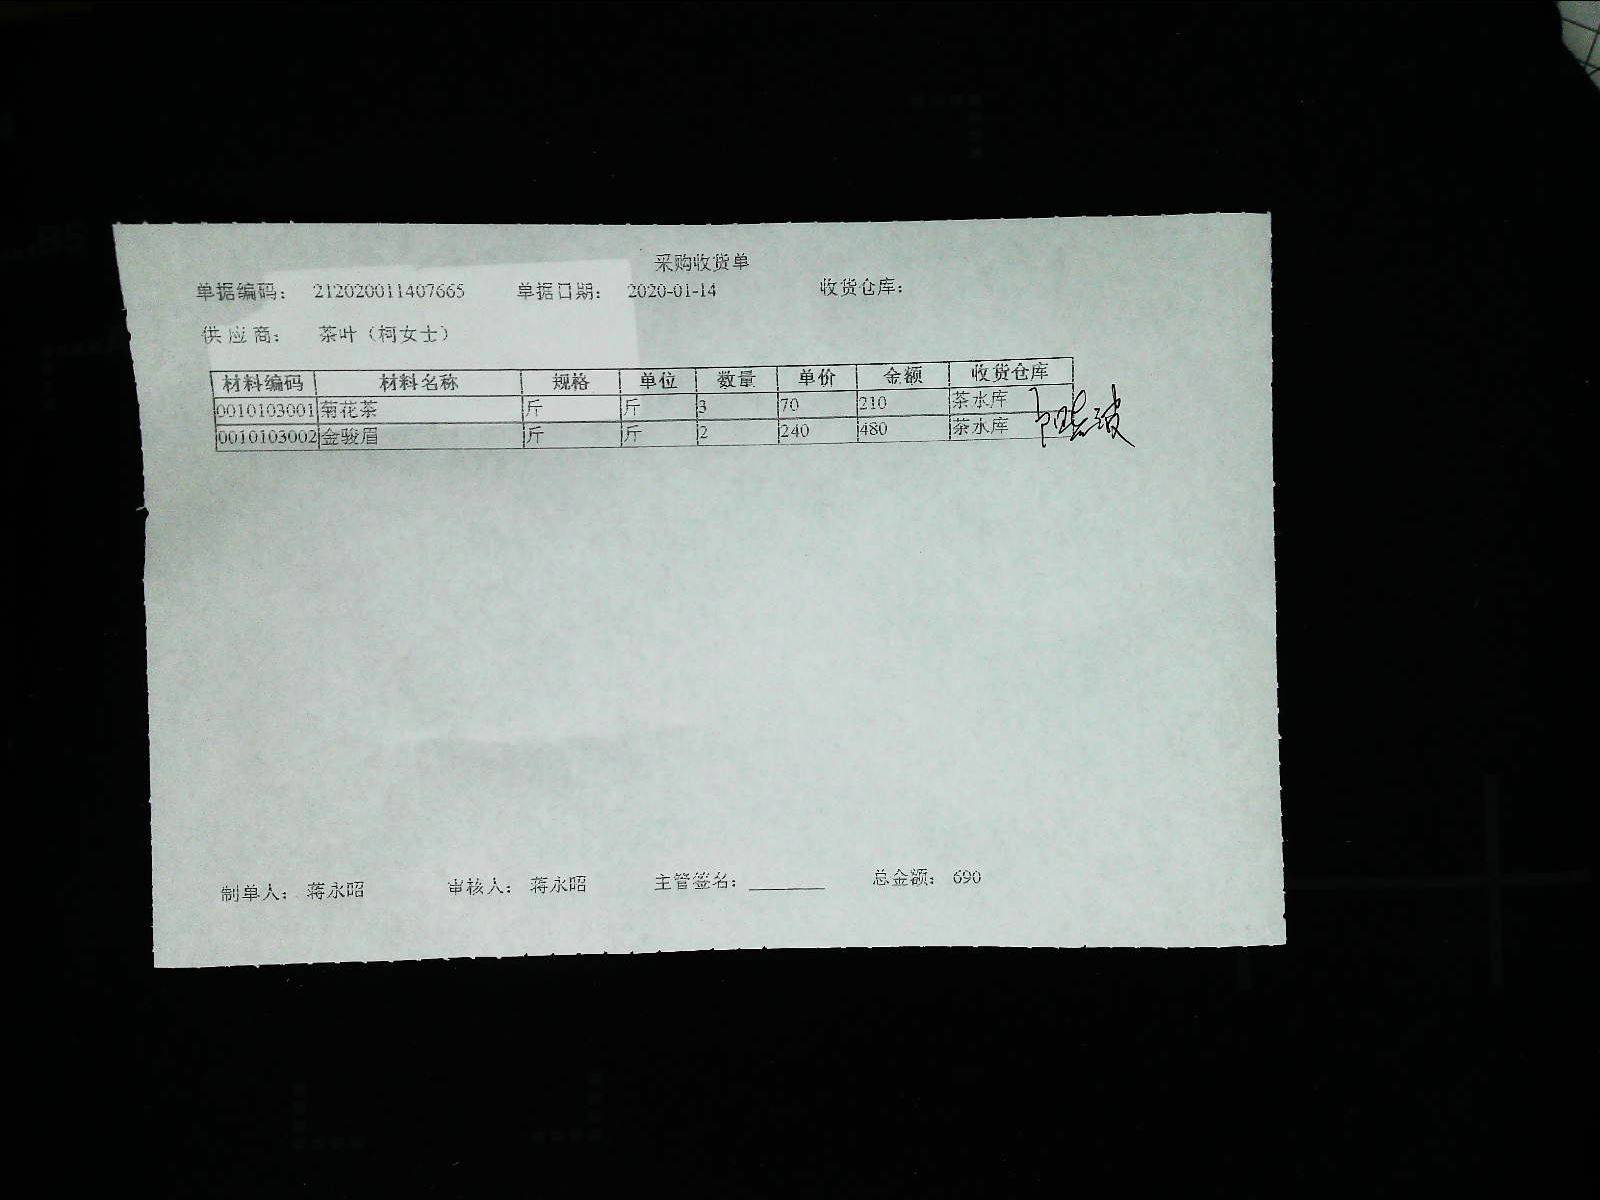 采购收货单
单据编码： 212020011407665 单据日期： 2020-01-14 收货仓库：
供应商： 茶叶（柯女士）
材料编码 材料名称 规格 单位 数量 单价 金额 收货仓库
0010103001 菊花茶 斤 斤 3 70 210 茶水库
0010103002 金骏眉 斤 斤 2 240 480 茶水库
制单人： 蒋永昭 审核人： 蒋永昭 主管签名： ________ 总金额： 690